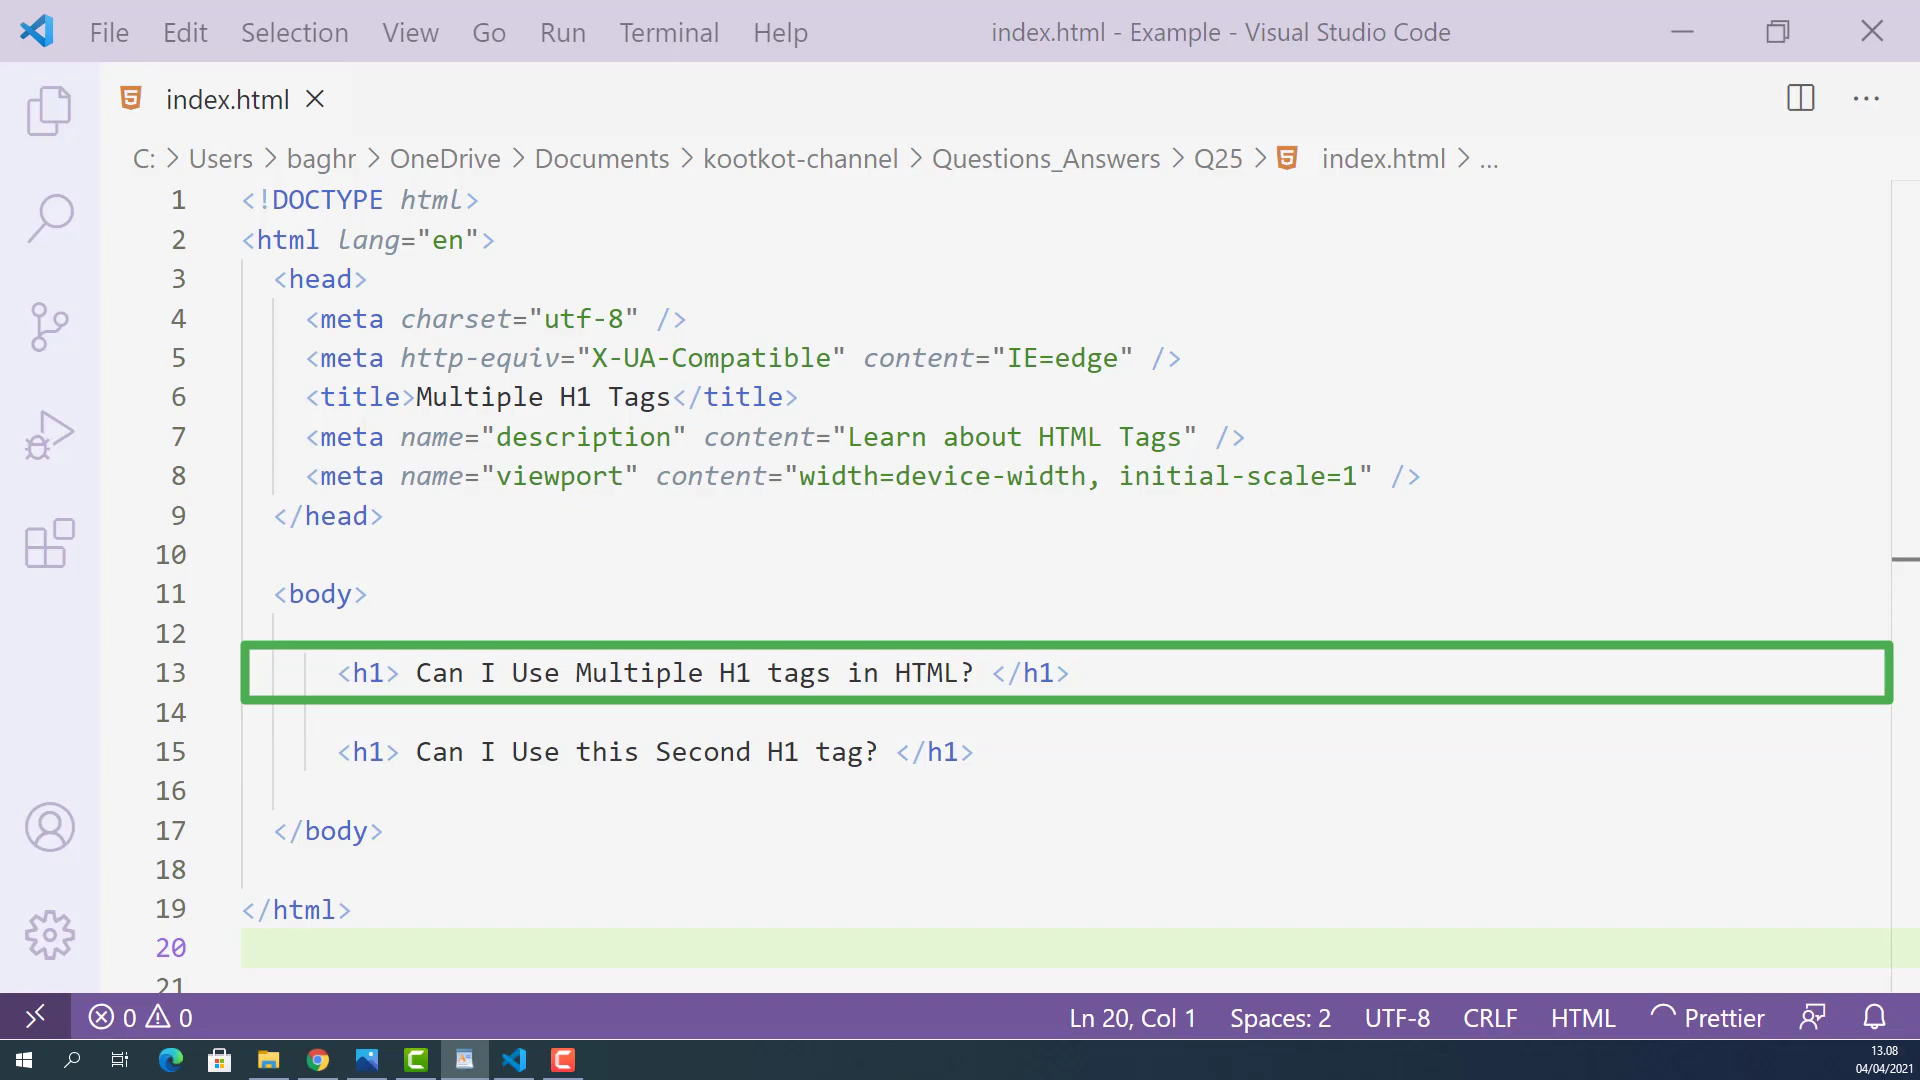 File Edit Selection View Go Run Terminal Help index.html - Example - Visual Studio Code
index.html
C: > Users > baghr > OneDrive > Documents > kootkot-channel > Questions_Answers > Q25 > index.html > ...
1 <!DOCTYPE html>
2 <html lang="en">
3 <head>
4 <meta charset="utf-8" />
5 <meta http-equiv="X-UA-Compatible" content="IE=edge" />
6 <title>Multiple H1 Tags</title>
7 <meta name="description" content="Learn about HTML Tags" />
8 <meta name="viewport" content="width=device-width, initial-scale=1" />
9 </head>
10
11 <body>
12
13 <h1> Can I Use Multiple H1 tags in HTML? </h1>
14
15 <h1> Can I Use this Second H1 tag? </h1>
16
17 </body>
18
19 </html>
20
21
0 0 Ln 20, Col 1 Spaces: 2 UTF-8 CRLF HTML Prettier
13.08
04/04/2021